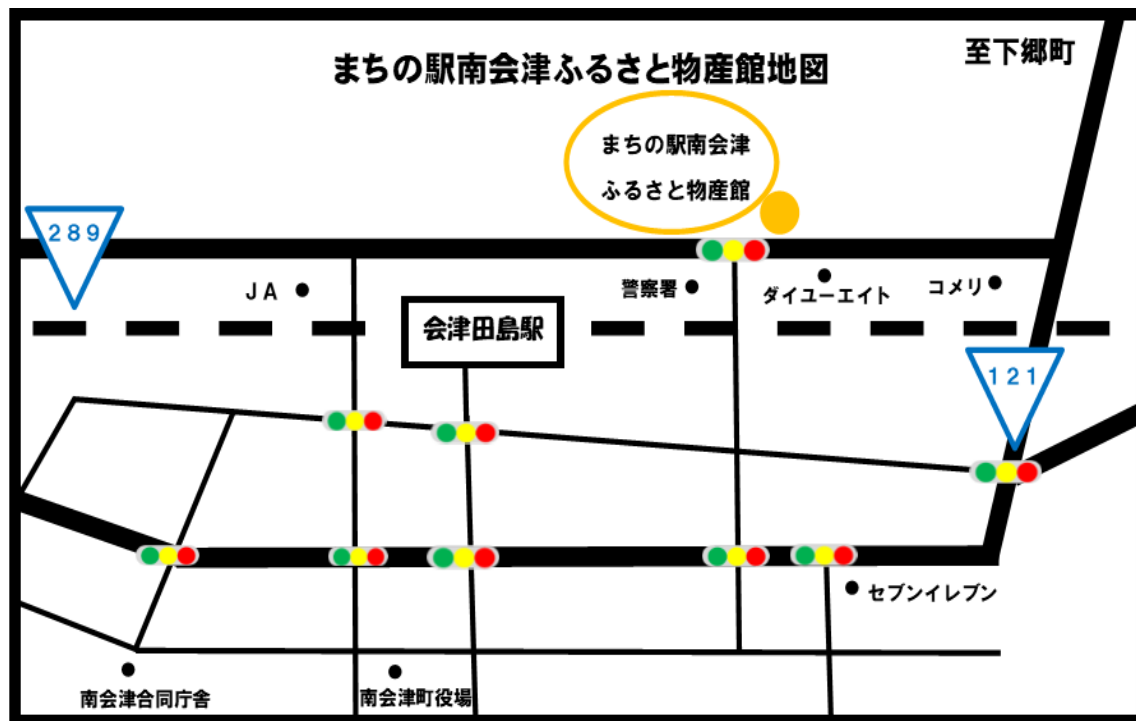 至下郷町
まちの駅南会津ふるさと物産館地図
まちの駅南会津
ふるさと物産館
289
JA
警察署
ダイユーエイト
コメリ
会津田島駅
121
セブンイレブン
南会津合同庁舎
南会津町役場